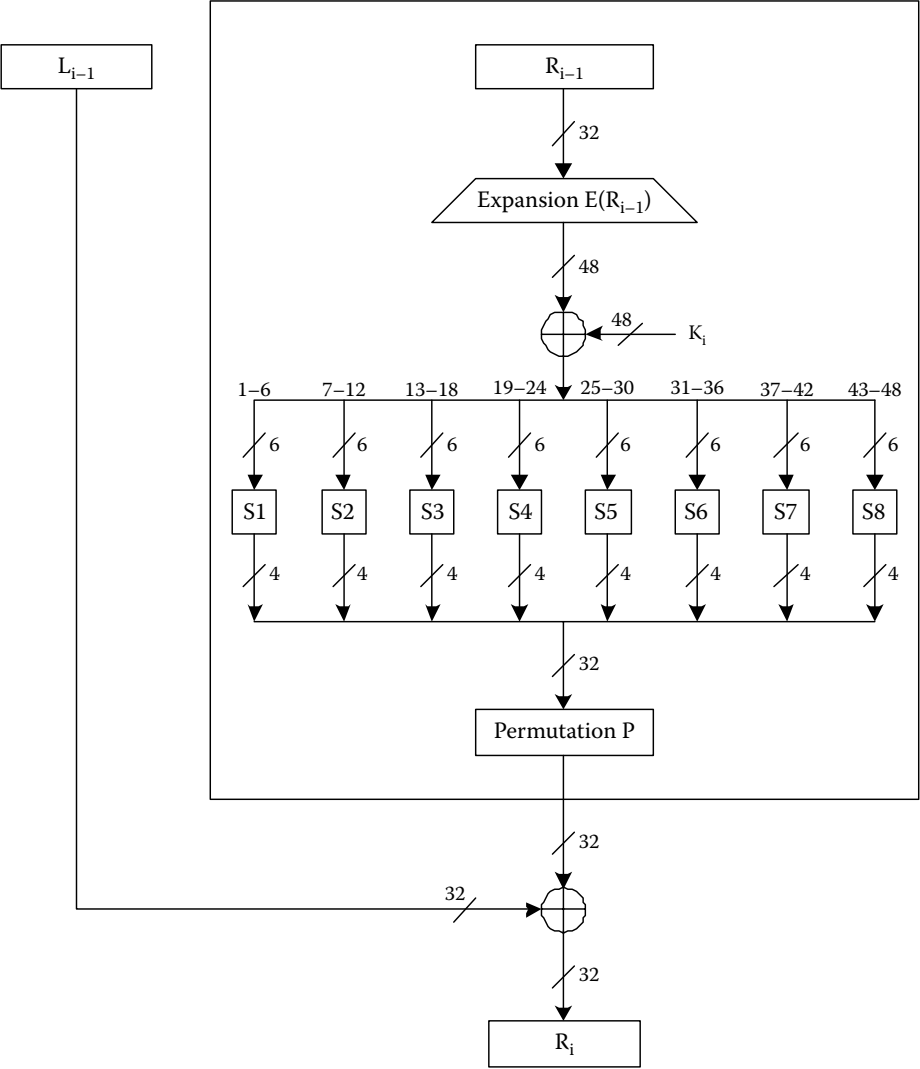 L_{i–1}
R_{i–1}
32
Expansion E(R_{i–1})
48
48 K_i
1–6 7–12 13–18 19–24 25–30 31–36 37–42 43–48
6 6 6 6 6 6 6 6
S1 S2 S3 S4 S5 S6 S7 S8
4 4 4 4 4 4 4 4
32
Permutation P
32
32
32
R_i